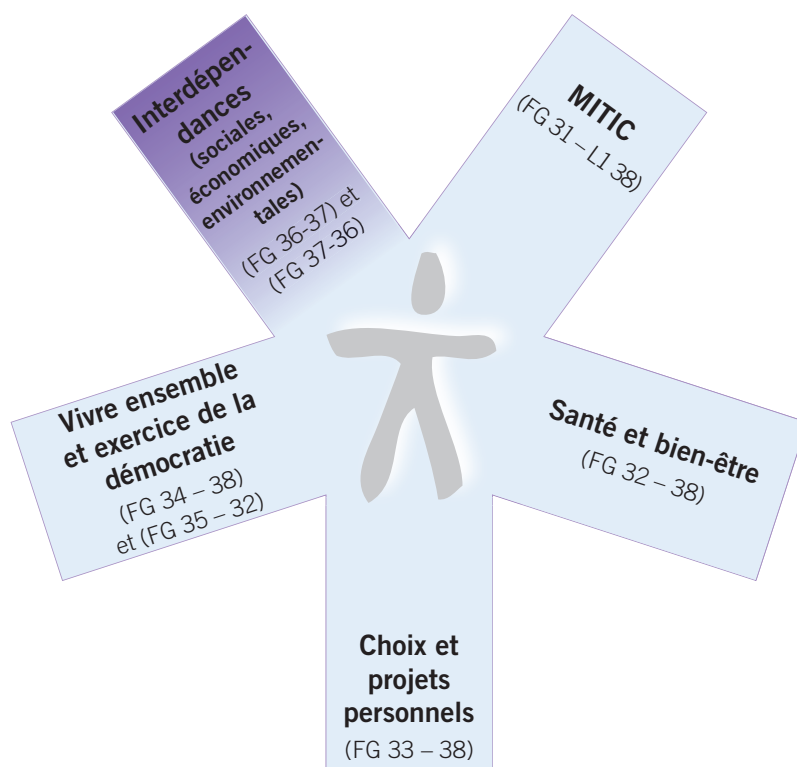 Interdépen-
dances
(sociales,
économiques,
environnemen-
tales)
(FG 36-37) et
(FG 37-36)
MITIC
(FG 31 – L1 38)
Vivre ensemble
et exercice de la
démocratie
(FG 34 – 38)
et (FG 35 – 32)
Santé et bien-être
(FG 32 – 38)
Choix et
projets
personnels
(FG 33 – 38)